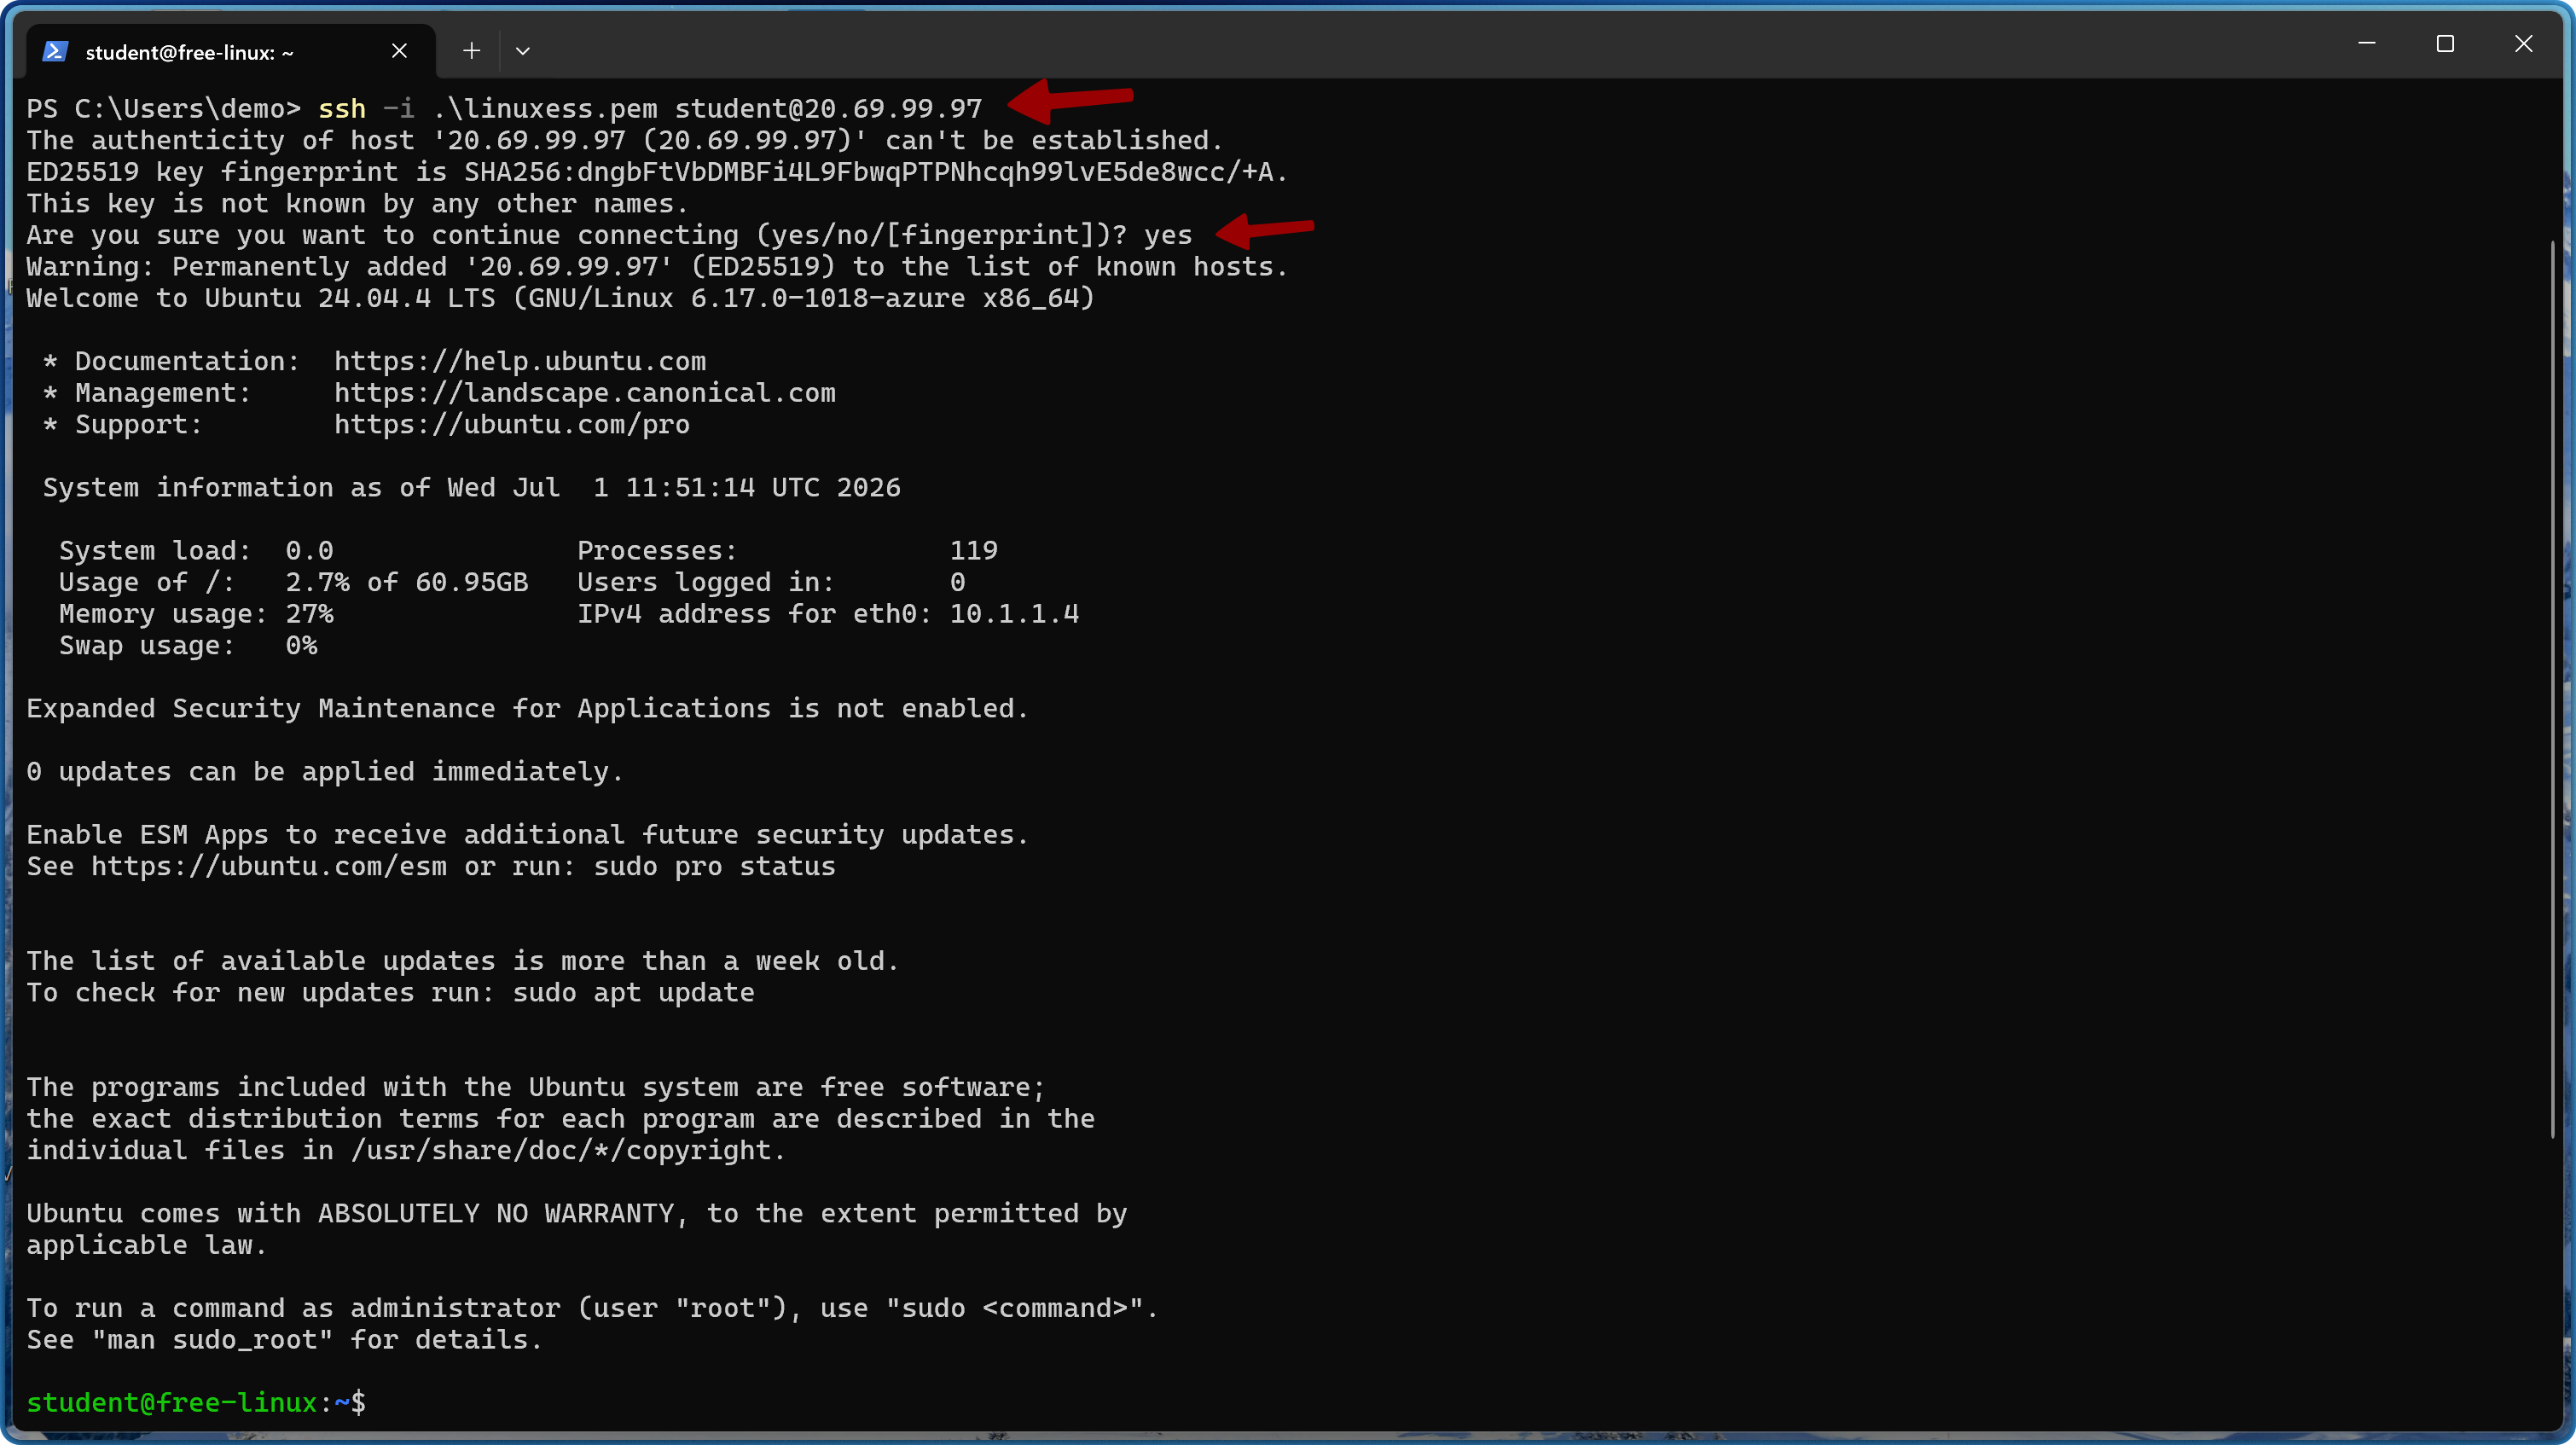 student@free-linux: ~
PS C:\Users\demo> ssh -i .\linuxess.pem student@20.69.99.97
The authenticity of host '20.69.99.97 (20.69.99.97)' can't be established.
ED25519 key fingerprint is SHA256:dngbFtVbDMBFi4L9FbwqPTPNhcqh99lvE5de8wcc/+A.
This key is not known by any other names.
Are you sure you want to continue connecting (yes/no/[fingerprint])? yes
Warning: Permanently added '20.69.99.97' (ED25519) to the list of known hosts.
Welcome to Ubuntu 24.04.4 LTS (GNU/Linux 6.17.0-1018-azure x86_64)

 * Documentation:  https://help.ubuntu.com
 * Management:     https://landscape.canonical.com
 * Support:        https://ubuntu.com/pro

 System information as of Wed Jul  1 11:51:14 UTC 2026

  System load:  0.0               Processes:             119
  Usage of /:   2.7% of 60.95GB   Users logged in:       0
  Memory usage: 27%               IPv4 address for eth0: 10.1.1.4
  Swap usage:   0%

Expanded Security Maintenance for Applications is not enabled.

0 updates can be applied immediately.

Enable ESM Apps to receive additional future security updates.
See https://ubuntu.com/esm or run: sudo pro status

The list of available updates is more than a week old.
To check for new updates run: sudo apt update

The programs included with the Ubuntu system are free software;
the exact distribution terms for each program are described in the
individual files in /usr/share/doc/*/copyright.

Ubuntu comes with ABSOLUTELY NO WARRANTY, to the extent permitted by
applicable law.

To run a command as administrator (user "root"), use "sudo <command>".
See "man sudo_root" for details.

student@free-linux:~$